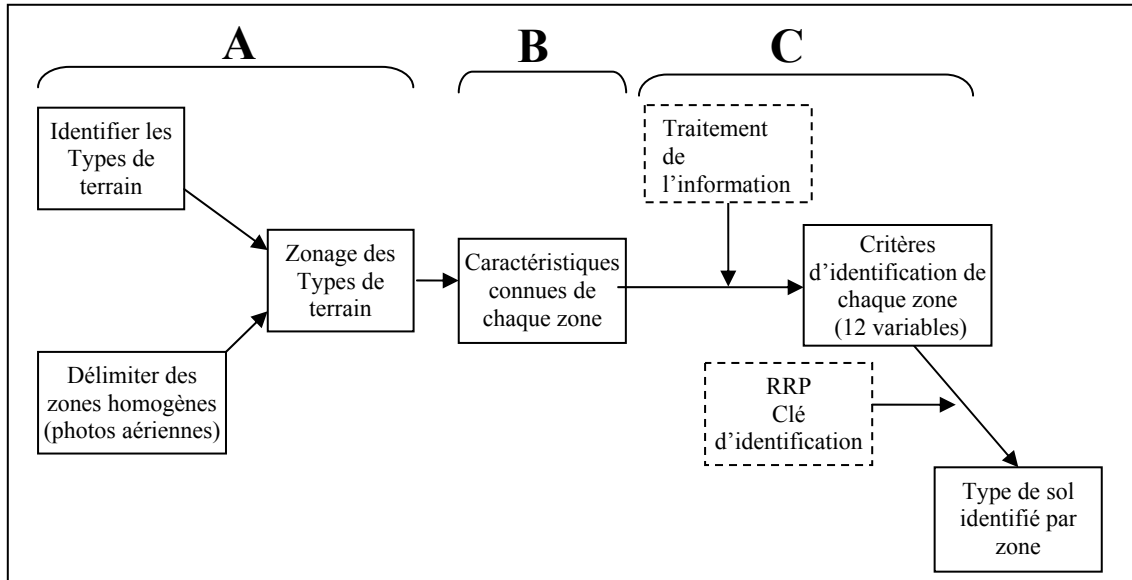 A
B
C
Identifier les
Types de
terrain
Traitement
de
l’information
Zonage des
Types de
terrain
Caractéristiques
connues de
chaque zone
Critères
d’identification de
chaque zone
(12 variables)
Délimiter des
zones homogènes
(photos aériennes)
RRP
Clé
d’identification
Type de sol
identifié par
zone